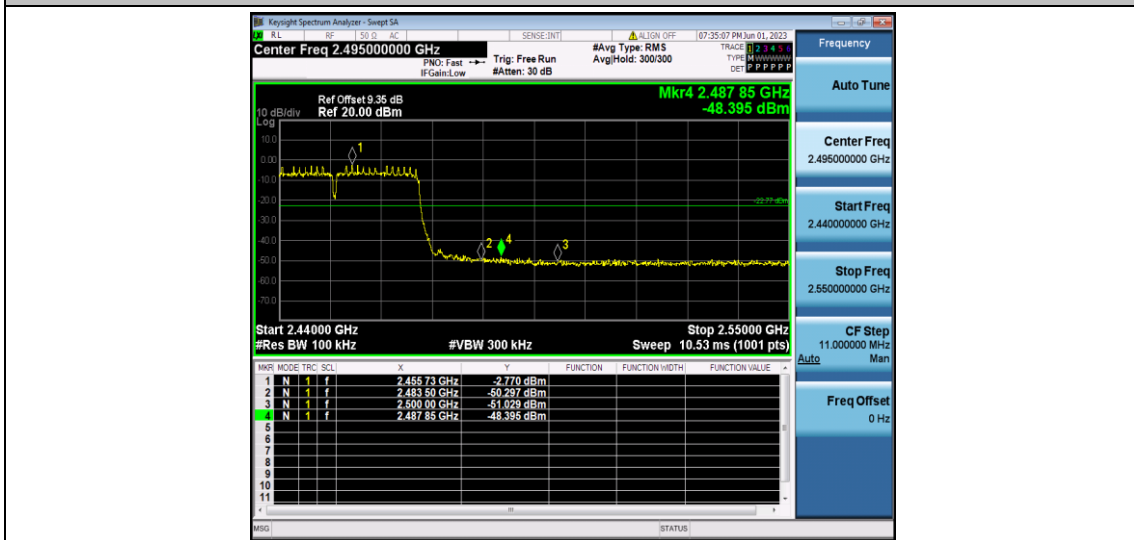 Keysight Spectrum Analyzer - Swept SA
RL RF 50 Ω AC SENSE:INT ALIGN OFF 07:35:07 PM Jun 01, 2023
Center Freq 2.495000000 GHz
PNO: Fast
IFGain:Low
Trig: Free Run
#Atten: 30 dB
#Avg Type: RMS
Avg|Hold: 300/300
TRACE 1 2 3 4 5 6
TYPE M W W W W W
DET P P P P P P
Ref Offset 9.35 dB
10 dB/div Ref 20.00 dBm
Log
Mkr4 2.487 85 GHz
-48.395 dBm
10.0
0.00
-10.0
-20.0
-30.0
-40.0
-50.0
-60.0
-70.0
1
2
4
3
-22.77 dBm
Start 2.44000 GHz Stop 2.55000 GHz
#Res BW 100 kHz #VBW 300 kHz Sweep 10.53 ms (1001 pts)
MKR MODE TRC SCL X Y FUNCTION FUNCTION WIDTH FUNCTION VALUE
1 N 1 f 2.455 73 GHz -2.770 dBm
2 N 1 f 2.483 50 GHz -50.297 dBm
3 N 1 f 2.500 00 GHz -51.029 dBm
4 N 1 f 2.487 85 GHz -48.395 dBm
5
6
7
8
9
10
11
MSG STATUS
Frequency
Auto Tune
Center Freq
2.495000000 GHz
Start Freq
2.440000000 GHz
Stop Freq
2.550000000 GHz
CF Step
11.000000 MHz
Auto Man
Freq Offset
0 Hz